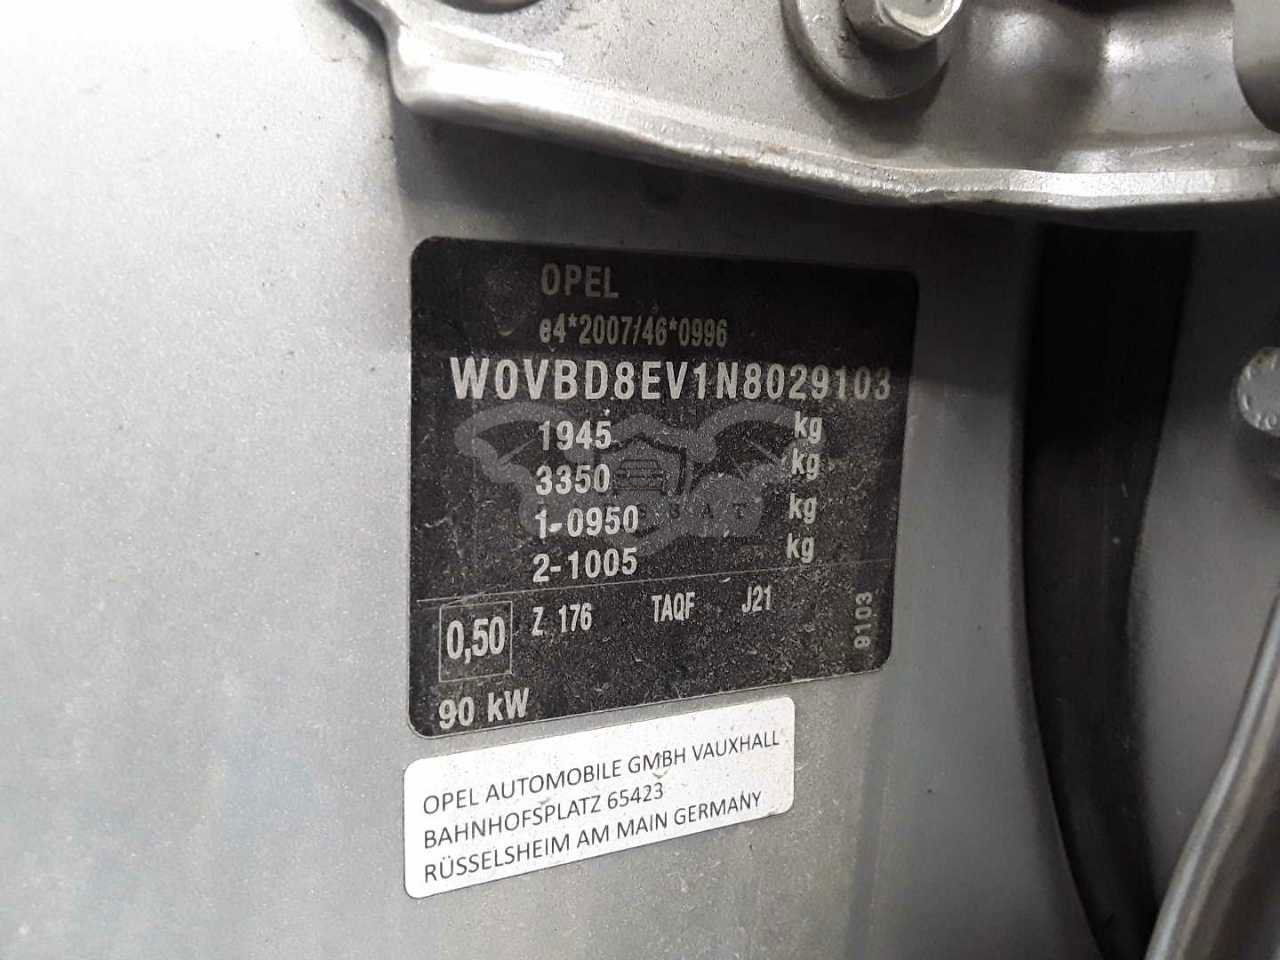 OPEL
e4*2007/46*0996
W0VBD8EV1N8029103
1945 kg
3350 kg
1-0950 kg
2-1005 kg
0,50 Z 176 TAQF J21
9103
90 kW
OPEL AUTOMOBILE GMBH VAUXHALL
BAHNHOFSPLATZ 65423
RÜSSELSHEIM AM MAIN GERMANY